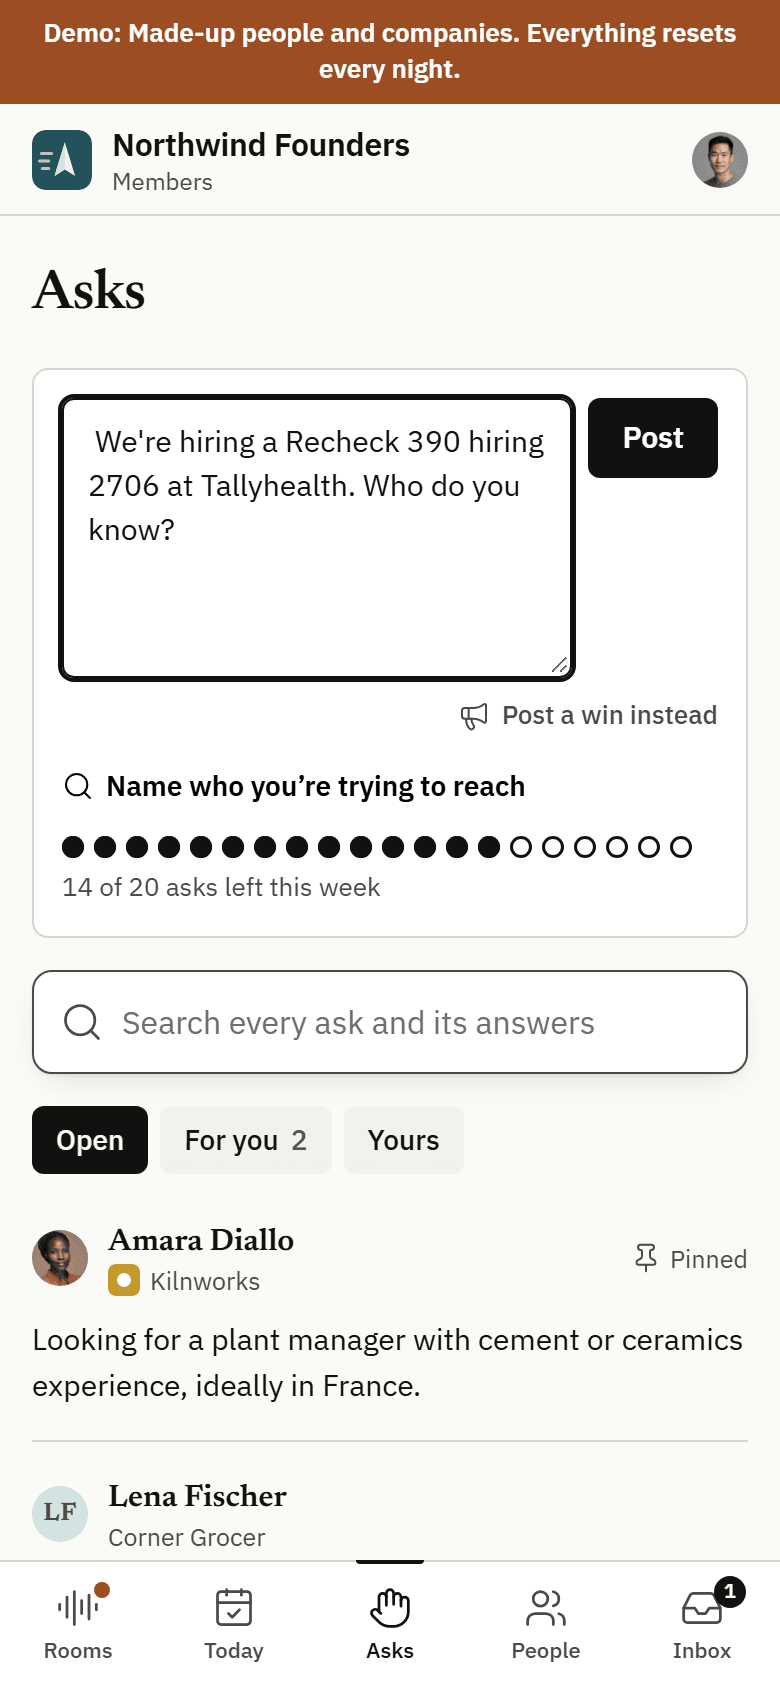 Demo: Made-up people and companies. Everything resets
every night.
Northwind Founders
Members
Asks
We're hiring a Recheck 390 hiring
2706 at Tallyhealth. Who do you
know?
Post
Post a win instead
Name who you’re trying to reach
14 of 20 asks left this week
Search every ask and its answers
Open
For you 2
Yours
Amara Diallo
Kilnworks
Pinned
Looking for a plant manager with cement or ceramics
experience, ideally in France.
LF
Lena Fischer
Corner Grocer
1
Rooms
Today
Asks
People
Inbox